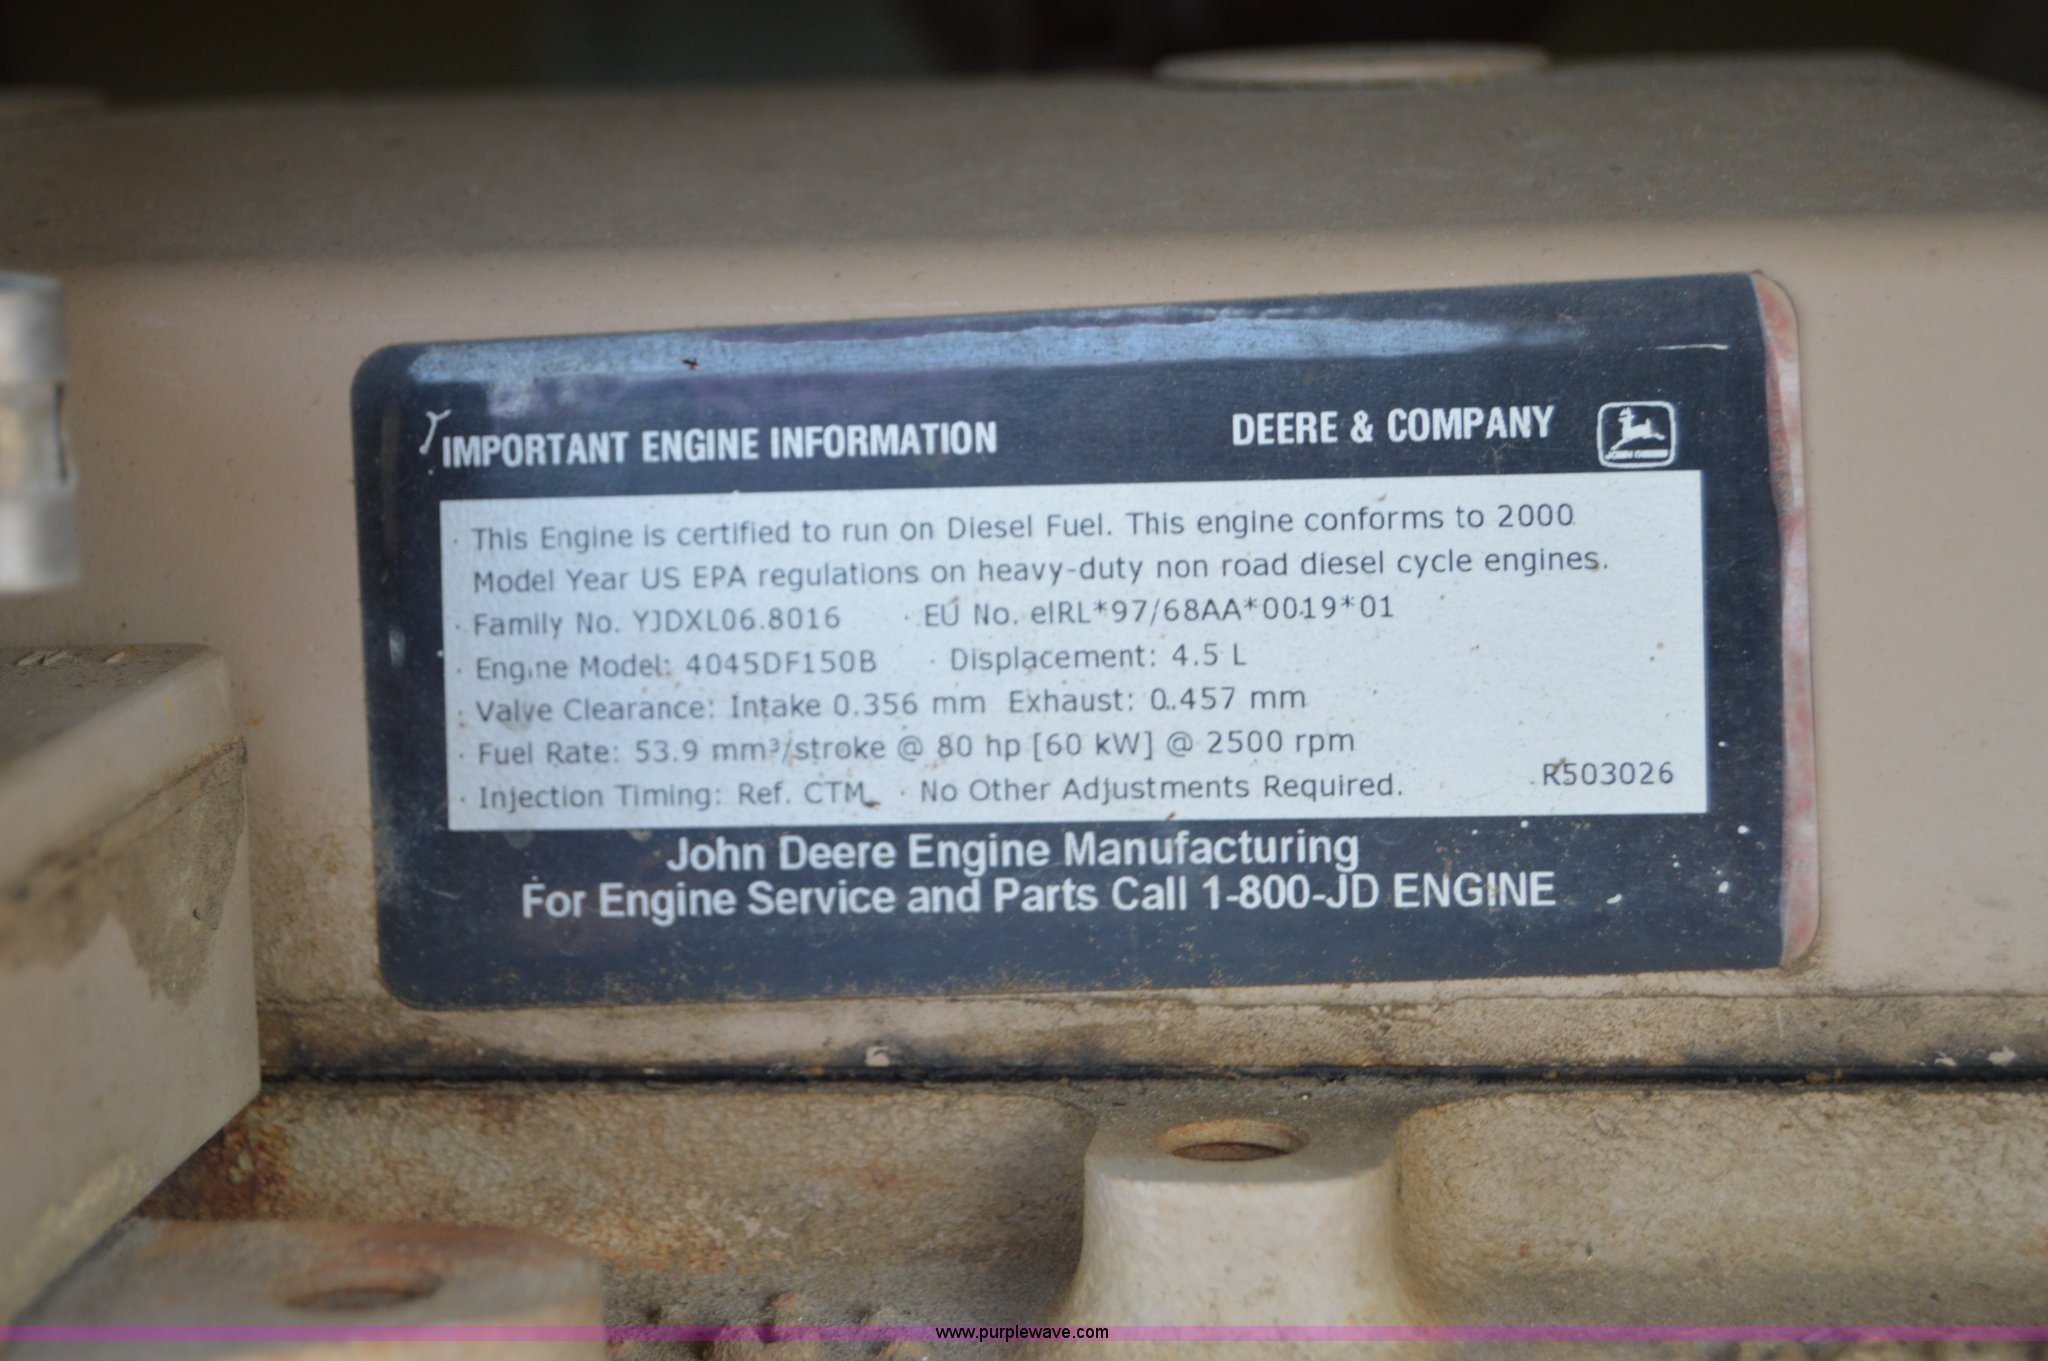 IMPORTANT ENGINE INFORMATION DEERE & COMPANY
JOHN DEERE
· This Engine is certified to run on Diesel Fuel. This engine conforms to 2000
Model Year US EPA regulations on heavy-duty non road diesel cycle engines.
· Family No. YJDXL06.8016 · EU No. eIRL*97/68AA*0019*01
· Engine Model: 4045DF150B · Displacement: 4.5 L
· Valve Clearance: Intake 0.356 mm Exhaust: 0.457 mm
· Fuel Rate: 53.9 mm³/stroke @ 80 hp [60 kW] @ 2500 rpm
· Injection Timing: Ref. CTM. · No Other Adjustments Required. R503026
John Deere Engine Manufacturing
For Engine Service and Parts Call 1-800-JD ENGINE
www.purplewave.com